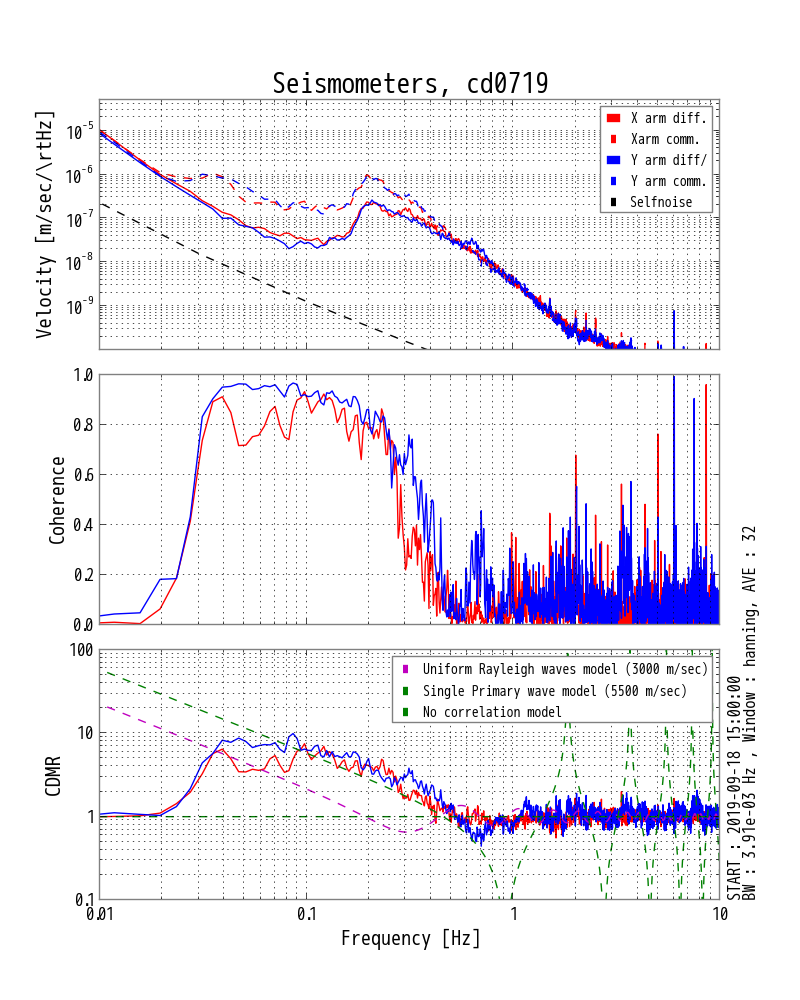 Seismometers, cd0719
Velocity [m/sec/\rtHz]
10-5
10-6
10-7
10-8
10-9
X arm diff.
Xarm comm.
Y arm diff/
Y arm comm.
Selfnoise
Coherence
1.0
0.8
0.6
0.4
0.2
0.0
CDMR
100
10
1
0.1
Uniform Rayleigh waves model (3000 m/sec)
Single Primary wave model (5500 m/sec)
No correlation model
0.01
0.1
1
10
Frequency [Hz]
START : 2019-09-18 15:00:00
BW : 3.91e-03 Hz , Window : hanning, AVE : 32